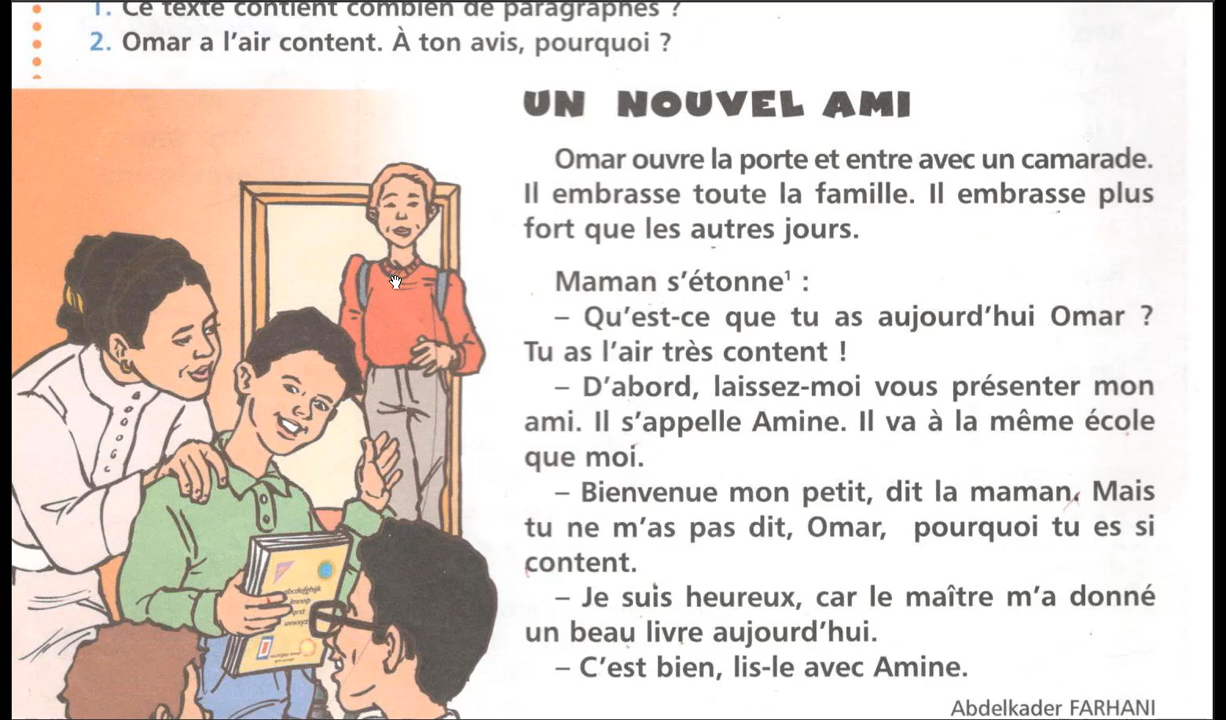 1. Ce texte contient combien de paragraphes ?
2. Omar a l'air content. À ton avis, pourquoi ?
UN NOUVEL AMI
Omar ouvre la porte et entre avec un camarade.
Il embrasse toute la famille. Il embrasse plus
fort que les autres jours.
Maman s'étonne¹ :
– Qu'est-ce que tu as aujourd'hui Omar ?
Tu as l'air très content !
– D'abord, laissez-moi vous présenter mon
ami. Il s'appelle Amine. Il va à la même école
que moi.
– Bienvenue mon petit, dit la maman. Mais
tu ne m'as pas dit, Omar, pourquoi tu es si
content.
– Je suis heureux, car le maître m'a donné
un beau livre aujourd'hui.
– C'est bien, lis-le avec Amine.
Abdelkader FARHANI
abcdefghijk